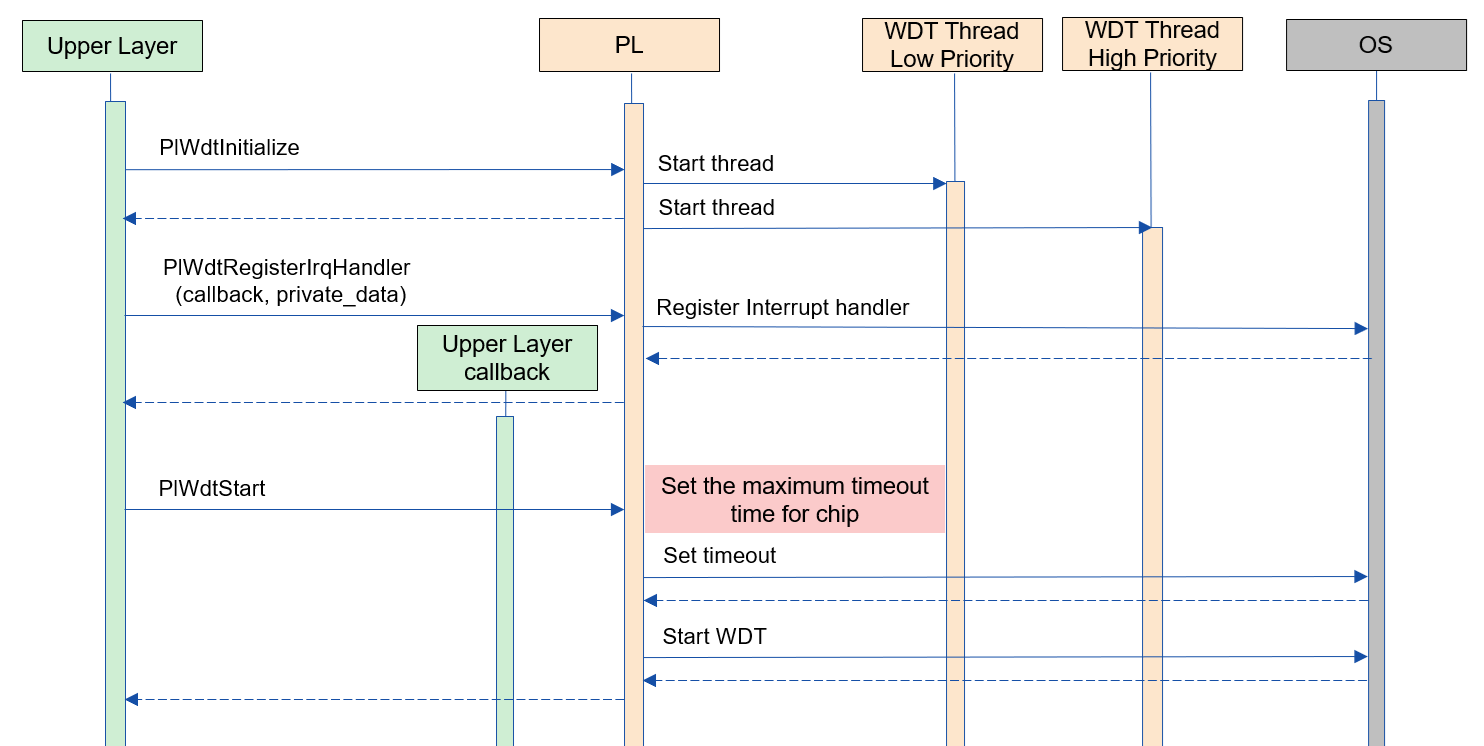 Upper Layer
PL
WDT Thread
Low Priority
WDT Thread
High Priority
OS
PlWdtInitialize
Start thread
Start thread
PlWdtRegisterIrqHandler
(callback, private_data)
Register Interrupt handler
Upper Layer
callback
PlWdtStart
Set the maximum timeout
time for chip
Set timeout
Start WDT